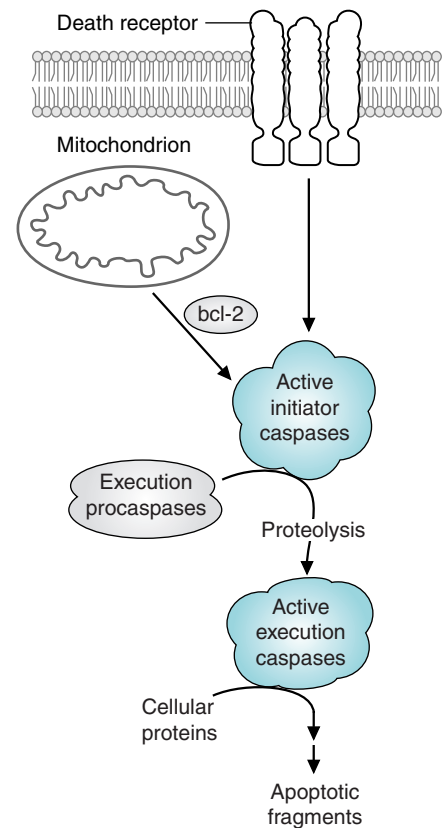 Death receptor
Mitochondrion
bcl-2
Active
initiator
caspases
Execution
procaspases
Proteolysis
Active
execution
caspases
Cellular
proteins
Apoptotic
fragments